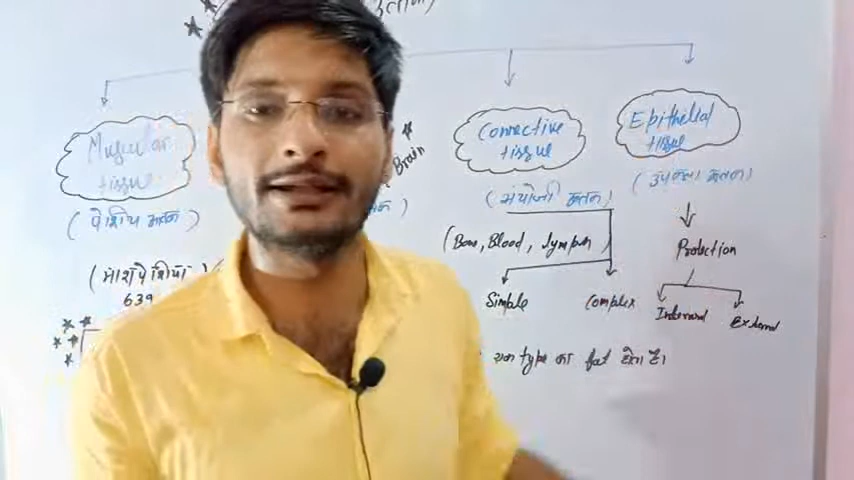 Muscular
tissue
(पेशीय ऊतक)
(मांशपेशियाँ)
639
Brain
Connective
tissue
(संयोजी ऊतक)
(Bone, Blood, lymph)
Simple
Complex
Epithelial
tissue
(उपकला ऊतक)
Protection
Internal
External
type का fat होता है।